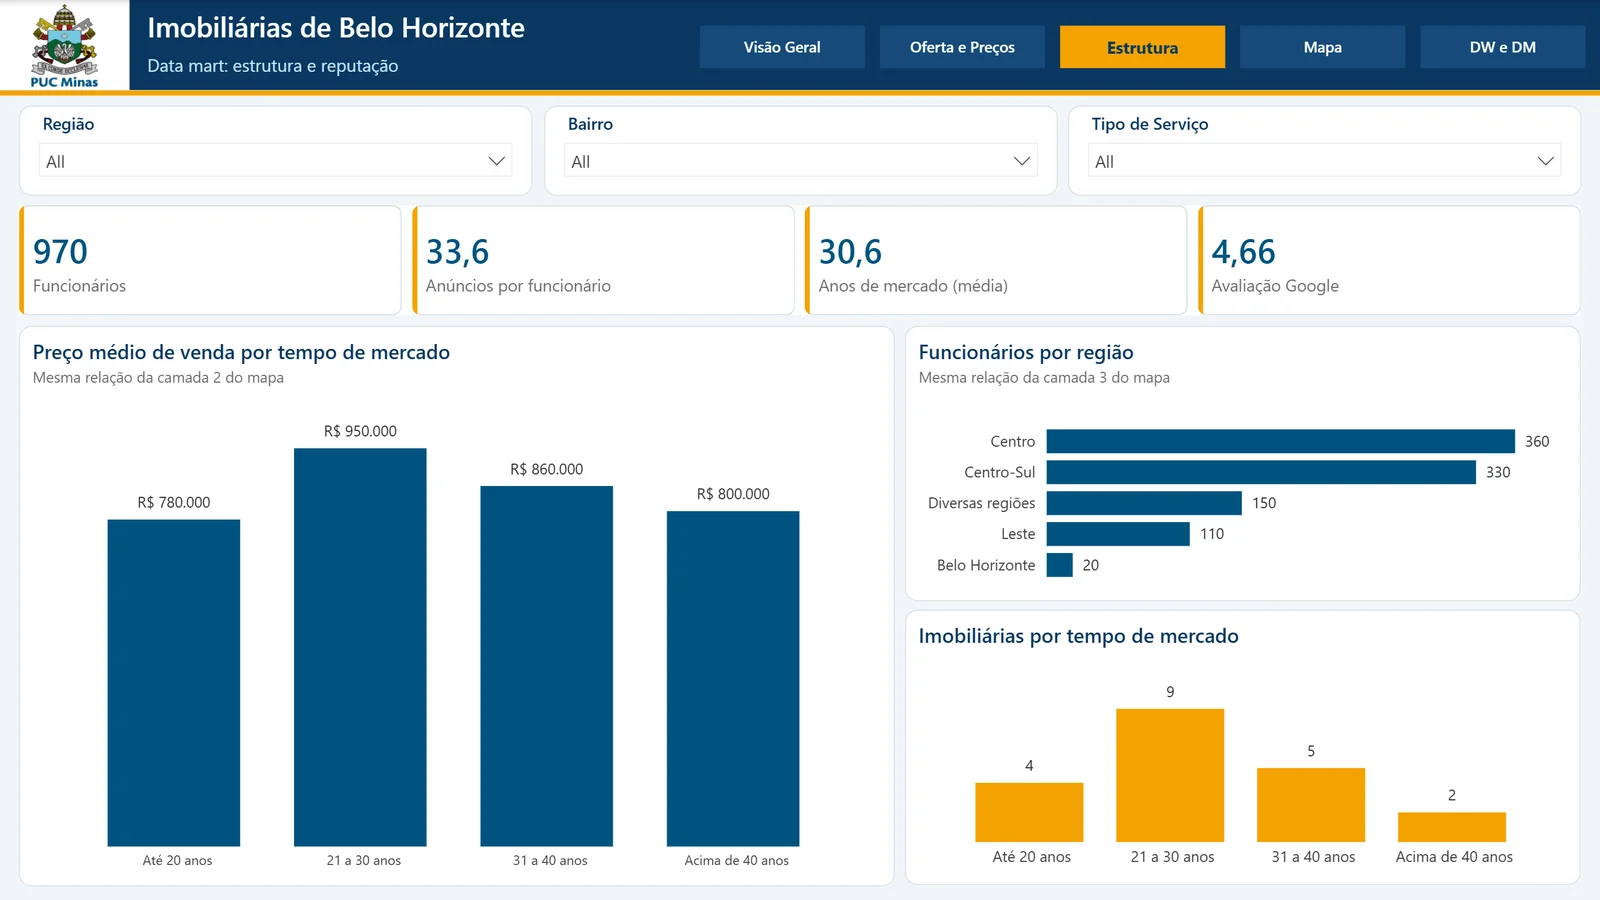 PUC Minas
Imobiliárias de Belo Horizonte
Data mart: estrutura e reputação
Visão Geral
Oferta e Preços
Estrutura
Mapa
DW e DM
Região
All
Bairro
All
Tipo de Serviço
All
970
Funcionários
33,6
Anúncios por funcionário
30,6
Anos de mercado (média)
4,66
Avaliação Google
Preço médio de venda por tempo de mercado
Mesma relação da camada 2 do mapa
R$ 780.000
R$ 950.000
R$ 860.000
R$ 800.000
Até 20 anos
21 a 30 anos
31 a 40 anos
Acima de 40 anos
Funcionários por região
Mesma relação da camada 3 do mapa
Centro 360
Centro-Sul 330
Diversas regiões 150
Leste 110
Belo Horizonte 20
Imobiliárias por tempo de mercado
4
9
5
2
Até 20 anos
21 a 30 anos
31 a 40 anos
Acima de 40 anos